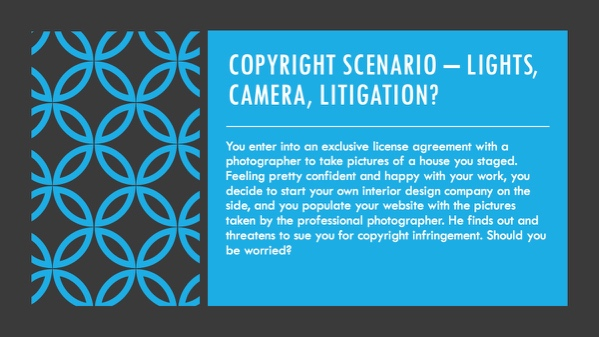 COPYRIGHT SCENARIO – LIGHTS,
CAMERA, LITIGATION?
You enter into an exclusive license agreement with a
photographer to take pictures of a house you staged.
Feeling pretty confident and happy with your work, you
decide to start your own interior design company on the
side, and you populate your website with the pictures
taken by the professional photographer. He finds out and
threatens to sue you for copyright infringement. Should you
be worried?